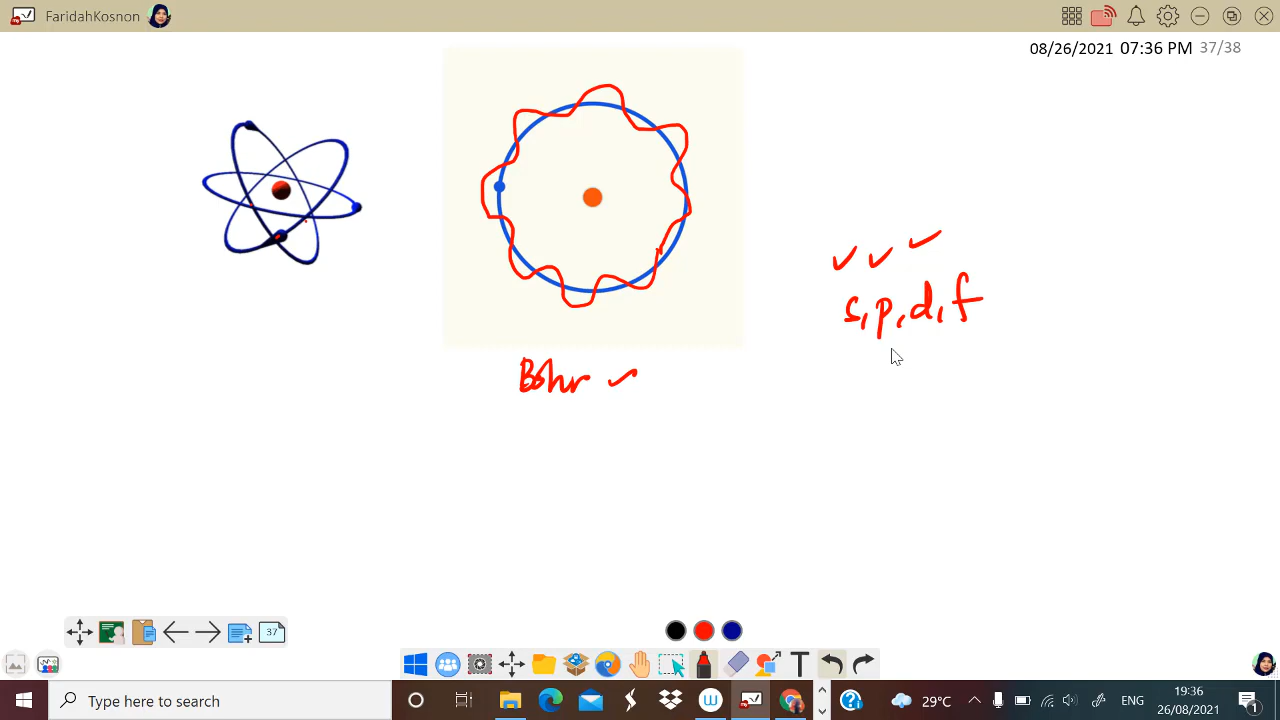 FaridahKosnon
08/26/2021 07:36 PM 37/38
s, p, d, f
Bohr
37
Type here to search
29°C
ENG
19:36
26/08/2021
1